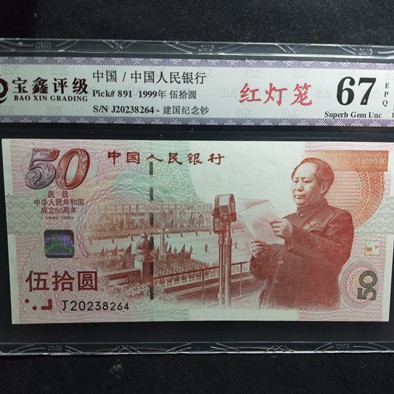 宝鑫评级
BAO XIN GRADING
中国 / 中国人民银行
Pick# 891 1999年 伍拾圆
S/N J20238264 - 建国纪念钞
红灯笼
67
EPQ
Superb Gem Unc
50
中国人民银行
庆祝
中华人民共和国
成立50周年
伍拾圆
J20238264
50